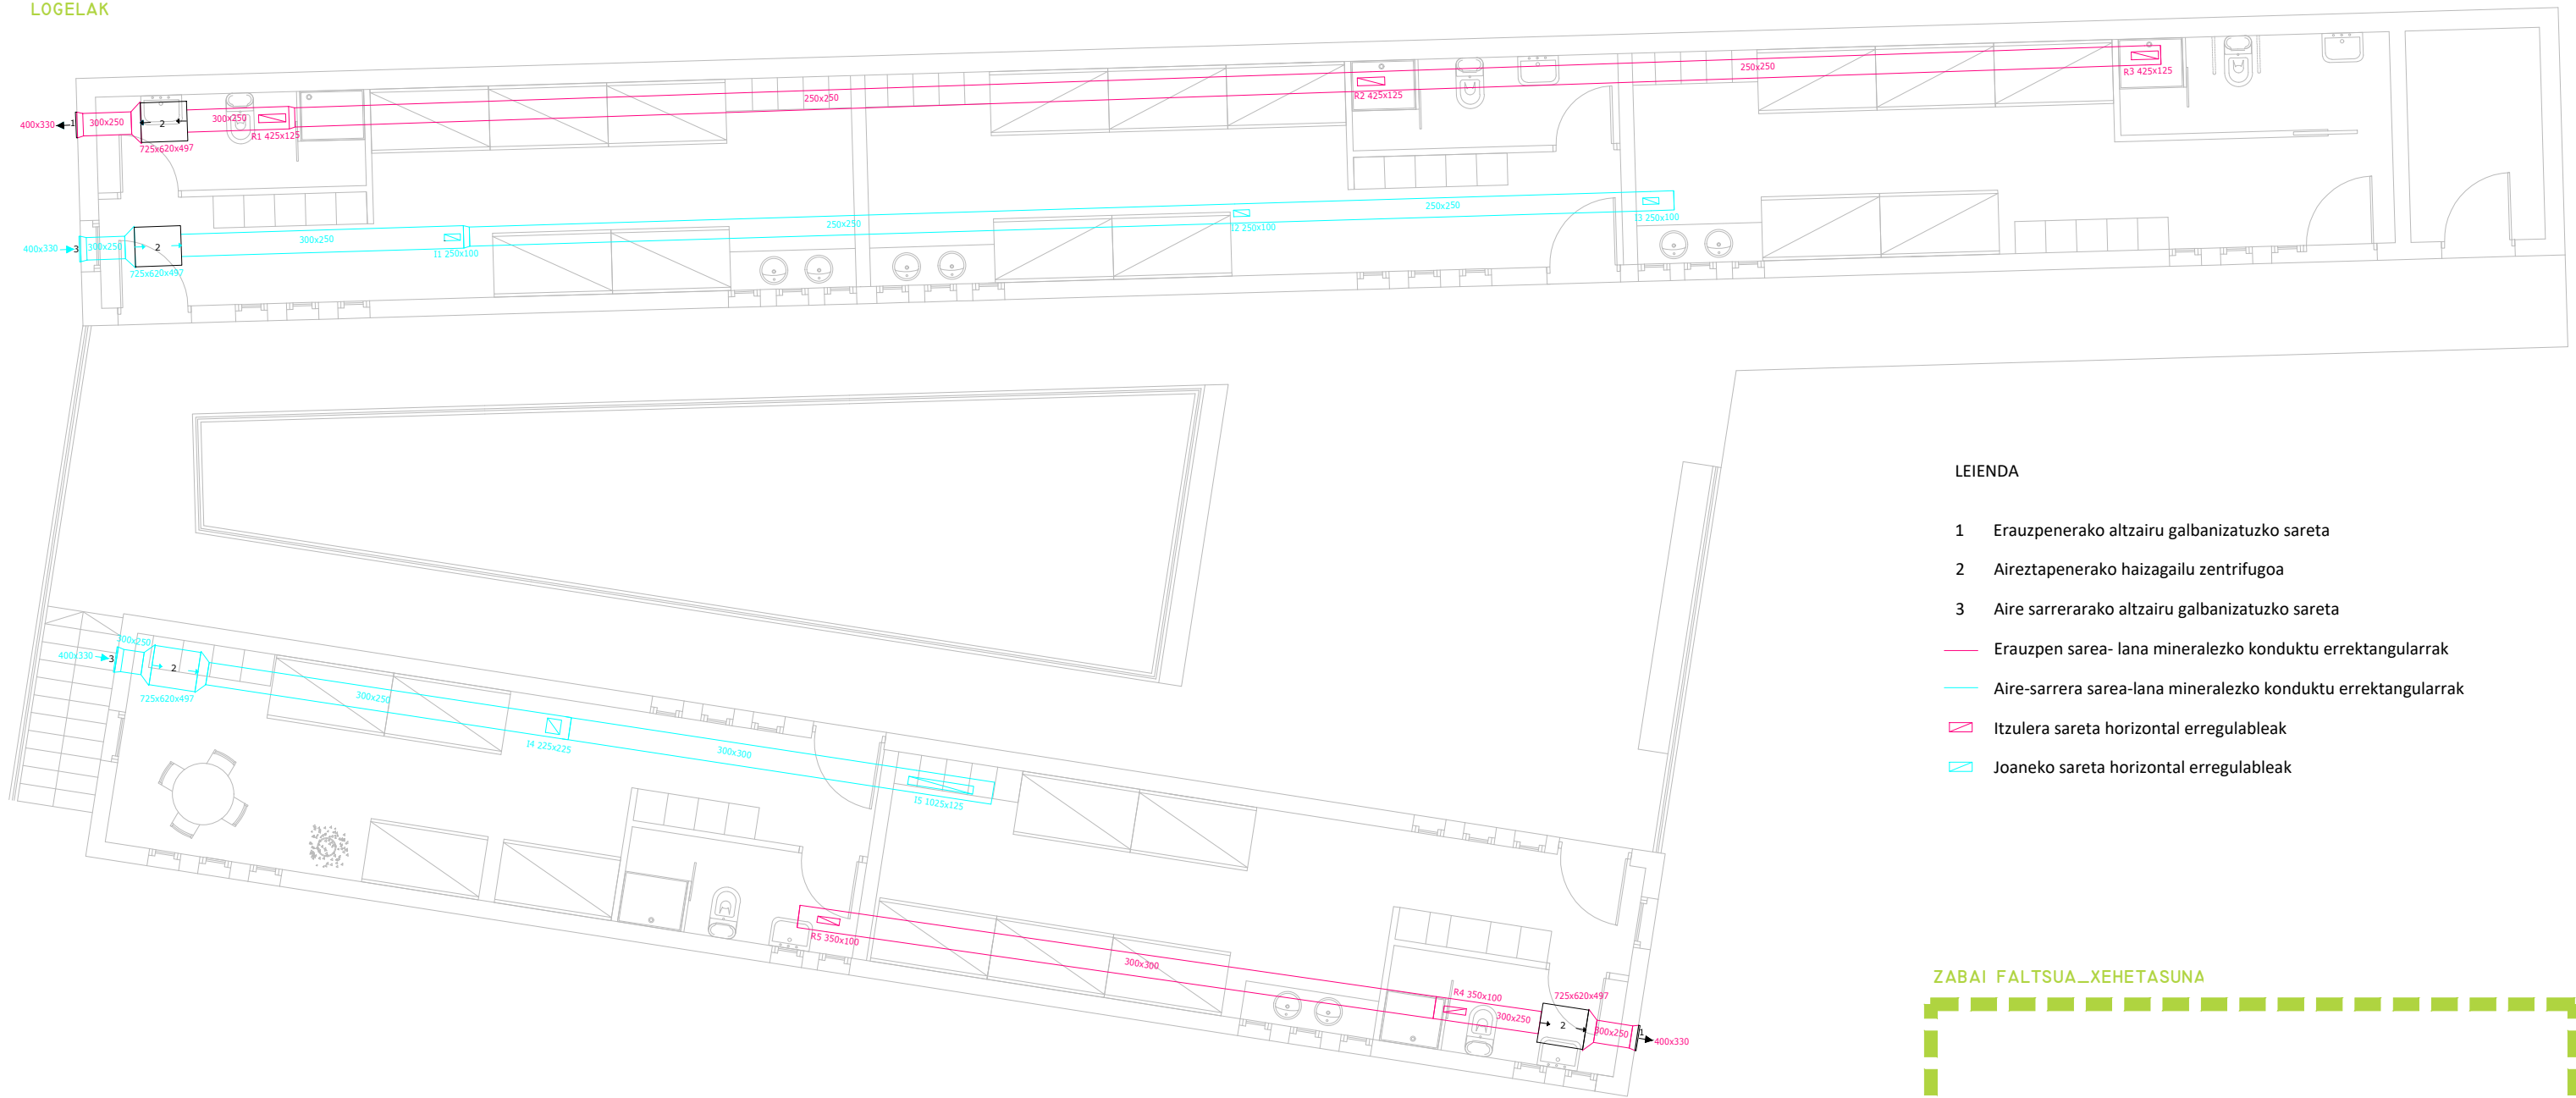 LOGELAK
400x330
1
300x250
2
725x620x497
300x250
R1 425x125
250x250
R2 425x125
250x250
R3 425x125
400x330
3
300x250
2
725x620x497
300x250
I1 250x100
250x250
I2 250x100
250x250
I3 250x100
400x330
3
300x250
2
725x620x497
300x250
I4 225x225
300x300
I5 1025x125
R5 350x100
300x300
R4 350x100
300x250
725x620x497
2
300x250
1
400x330
LEIENDA
1 Erauzpenerako altzairu galbanizatuzko sareta
2 Aireztapenerako haizagailu zentrifugoa
3 Aire sarrerarako altzairu galbanizatuzko sareta
Erauzpen sarea- lana mineralezko konduktu errektangularrak
Aire-sarrera sarea-lana mineralezko konduktu errektangularrak
Itzulera sareta horizontal erregulableak
Joaneko sareta horizontal erregulableak
ZABAI FALTSUA_XEHETASUNA